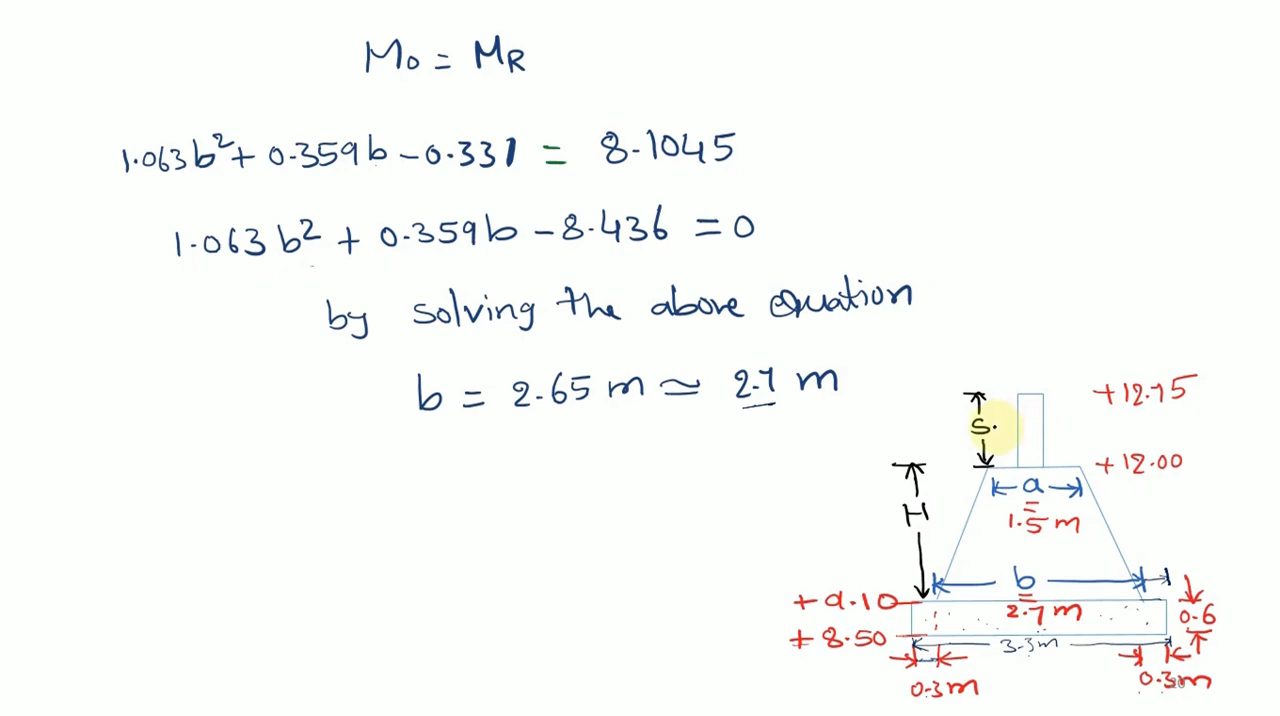 Mo = MR
1.063b² + 0.359b - 0.331 = 8.1045
1.063b² + 0.359b - 8.436 = 0
by solving the above equation
b = 2.65 m ≃ 2.7 m
+12.75
S.
+12.00
a
=
1.5 m
H
b
=
2.7 m
+9.10
0.6
+8.50
3.3m
0.3m
0.3m